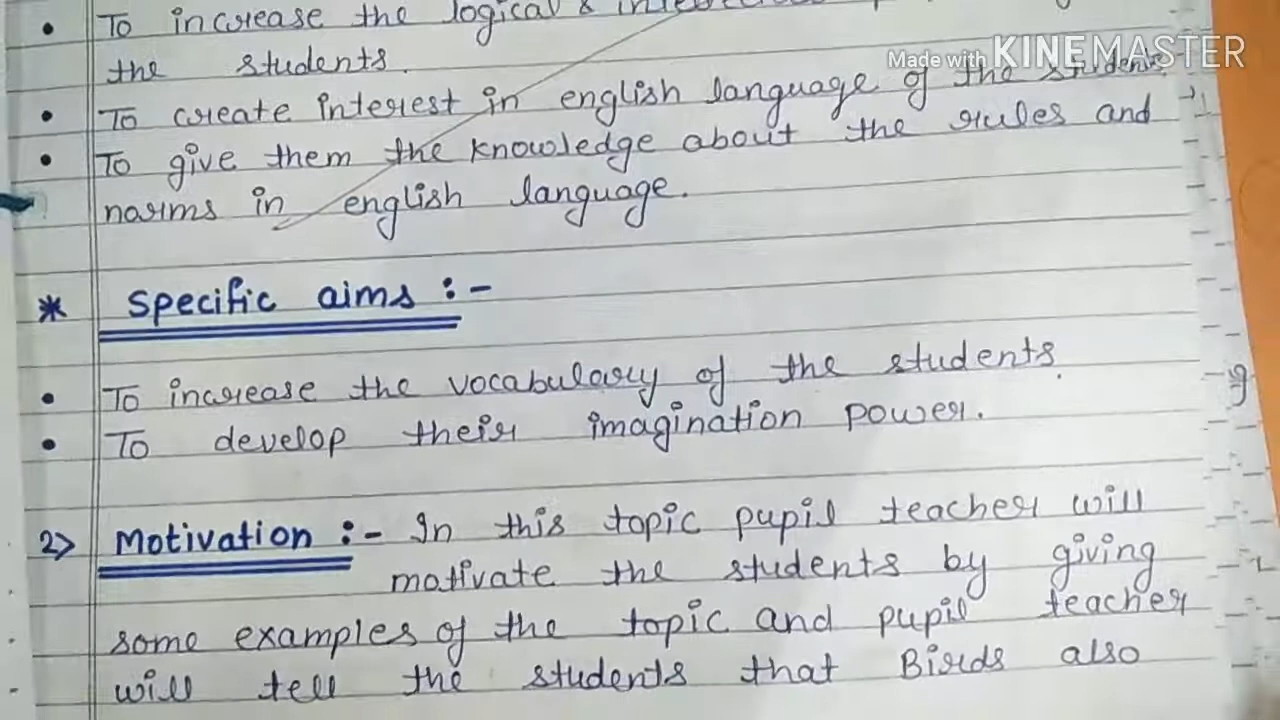 • To increase the logical &
the students.
Made with KINEMASTER
• To create interest in english language of the students
• To give them the knowledge about the rules and
norms in english language.
* Specific aims :-
• To increase the vocabulary of the students.
• To develop their imagination power.
2> Motivation :- In this topic pupil teacher will
motivate the students by giving
some examples of the topic and pupil teacher
will tell the students that Birds also